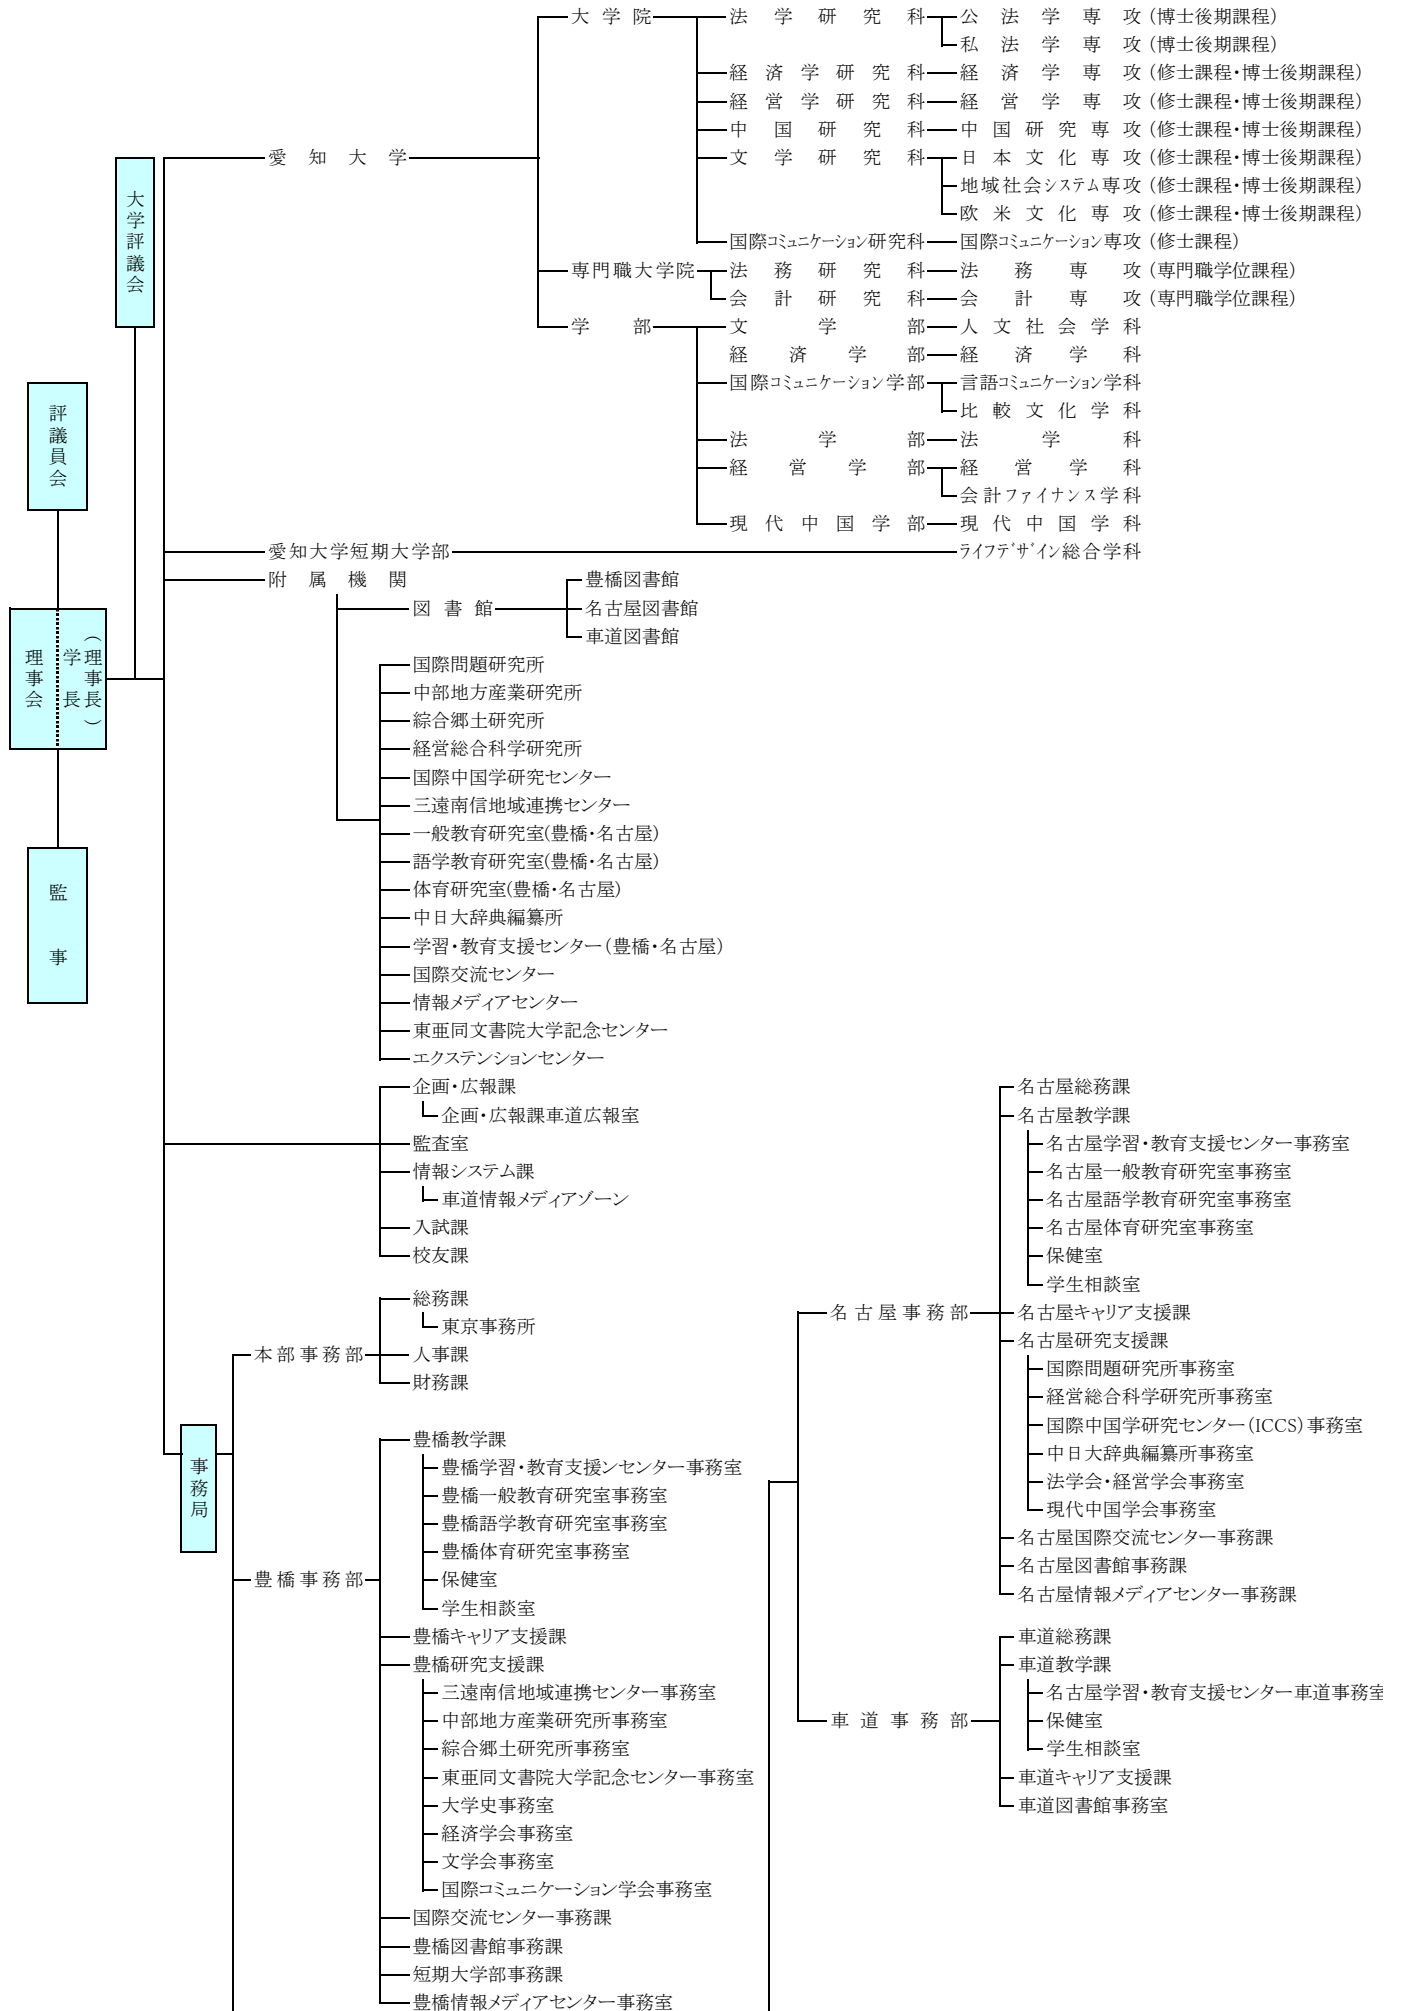 大学院 法学研究科 公法学専攻 (博士後期課程)
私法学専攻 (博士後期課程)
経済学研究科 経済学専攻 (修士課程・博士後期課程)
経営学研究科 経営学専攻 (修士課程・博士後期課程)
中国研究科 中国研究専攻 (修士課程・博士後期課程)
愛知大学 文学研究科 日本文化専攻 (修士課程・博士後期課程)
地域社会システム専攻 (修士課程・博士後期課程)
欧米文化専攻 (修士課程・博士後期課程)
国際コミュニケーション研究科 国際コミュニケーション専攻 (修士課程)
専門職大学院 法務研究科 法務専攻 (専門職学位課程)
会計研究科 会計専攻 (専門職学位課程)
学部 文学部 人文社会学科
経済学部 経済学科
国際コミュニケーション学部 言語コミュニケーション学科
比較文化学科
法学部 法学科
経営学部 経営学科
会計ファイナンス学科
現代中国学部 現代中国学科
大学評議会
評議員会
理事会
学長
(理事長)
監事
愛知大学短期大学部 ライフデザイン総合学科
附属機関
豊橋図書館
図書館 名古屋図書館
車道図書館
国際問題研究所
中部地方産業研究所
綜合郷土研究所
経営総合科学研究所
国際中国学研究センター
三遠南信地域連携センター
一般教育研究室(豊橋・名古屋)
語学教育研究室(豊橋・名古屋)
体育研究室(豊橋・名古屋)
中日大辞典編纂所
学習・教育支援センター(豊橋・名古屋)
国際交流センター
情報メディアセンター
東亜同文書院大学記念センター
エクステンションセンター
企画・広報課
企画・広報課車道広報室
監査室
情報システム課
車道情報メディアゾーン
入試課
校友課
事務局
総務課
東京事務所
本部事務部 人事課
財務課
豊橋教学課
豊橋学習・教育支援ンセンター事務室
豊橋一般教育研究室事務室
豊橋語学教育研究室事務室
豊橋体育研究室事務室
豊橋事務部 保健室
学生相談室
豊橋キャリア支援課
豊橋研究支援課
三遠南信地域連携センター事務室
中部地方産業研究所事務室
綜合郷土研究所事務室
東亜同文書院大学記念センター事務室
大学史事務室
経済学会事務室
文学会事務室
国際コミュニケーション学会事務室
国際交流センター事務課
豊橋図書館事務課
短期大学部事務課
豊橋情報メディアセンター事務室
名古屋総務課
名古屋教学課
名古屋学習・教育支援センター事務室
名古屋一般教育研究室事務室
名古屋語学教育研究室事務室
名古屋体育研究室事務室
保健室
学生相談室
名古屋事務部 名古屋キャリア支援課
名古屋研究支援課
国際問題研究所事務室
経営総合科学研究所事務室
国際中国学研究センター(ICCS)事務室
中日大辞典編纂所事務室
法学会・経営学会事務室
現代中国学会事務室
名古屋国際交流センター事務課
名古屋図書館事務課
名古屋情報メディアセンター事務課
車道総務課
車道教学課
名古屋学習・教育支援センター車道事務室
車道事務部 保健室
学生相談室
車道キャリア支援課
車道図書館事務室